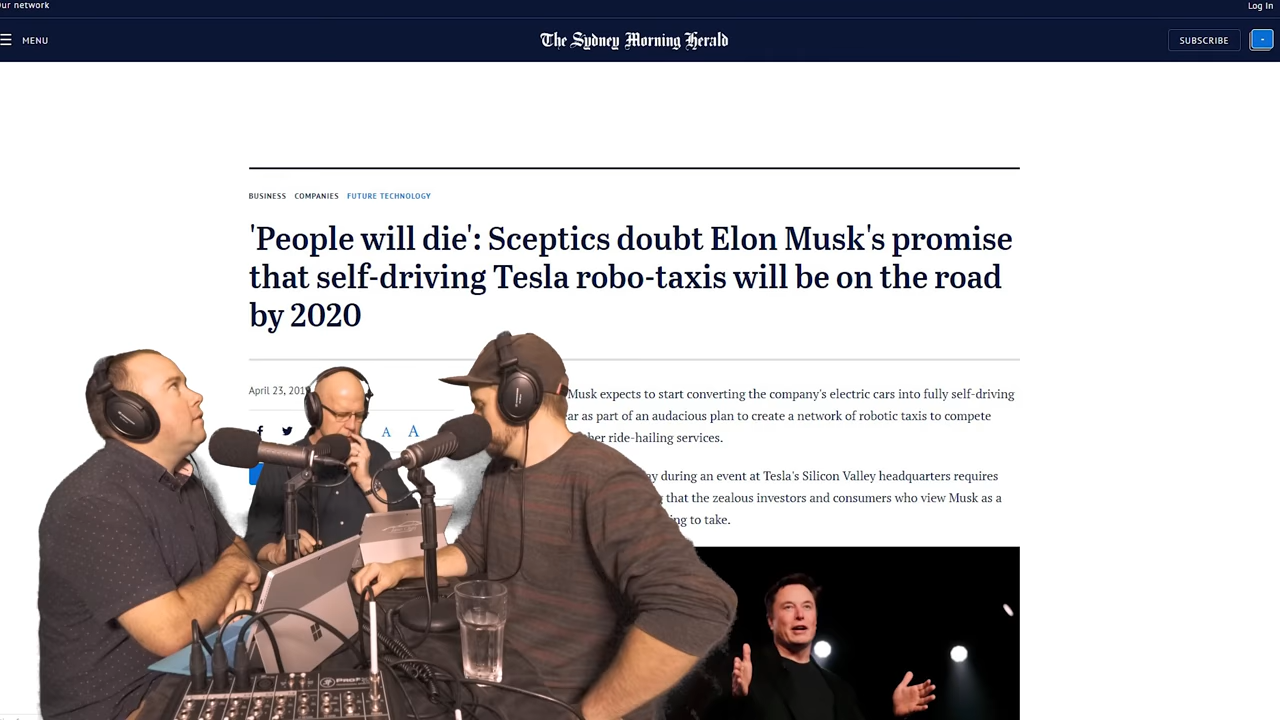 ur network
Log In
MENU
The Sydney Morning Herald
SUBSCRIBE
BUSINESS COMPANIES FUTURE TECHNOLOGY
'People will die': Sceptics doubt Elon Musk's promise
that self-driving Tesla robo-taxis will be on the road
by 2020
April 23, 201
Musk expects to start converting the company's electric cars into fully self-driving
ar as part of an audacious plan to create a network of robotic taxis to compete
her ride-hailing services.
A A
ay during an event at Tesla's Silicon Valley headquarters requires
that the zealous investors and consumers who view Musk as a
ng to take.